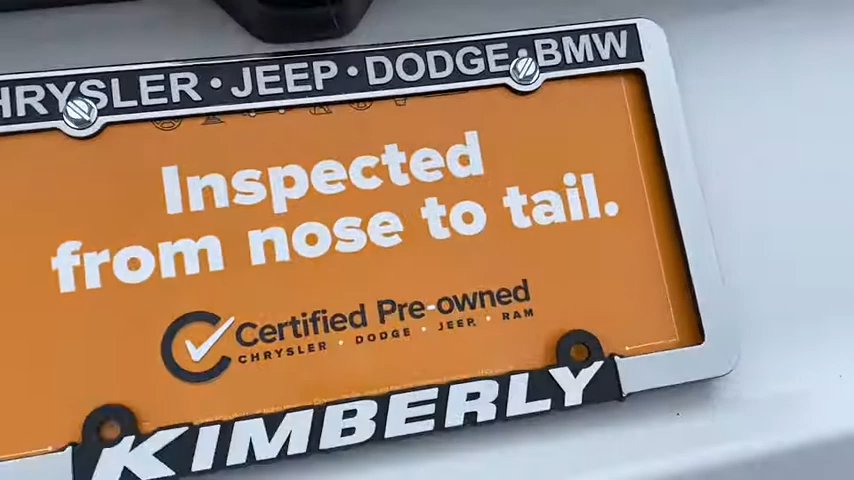 HRYSLER · JEEP · DODGE · BMW
Inspected
from nose to tail.
Certified Pre-owned
CHRYSLER • DODGE • JEEP • RAM
KIMBERLY